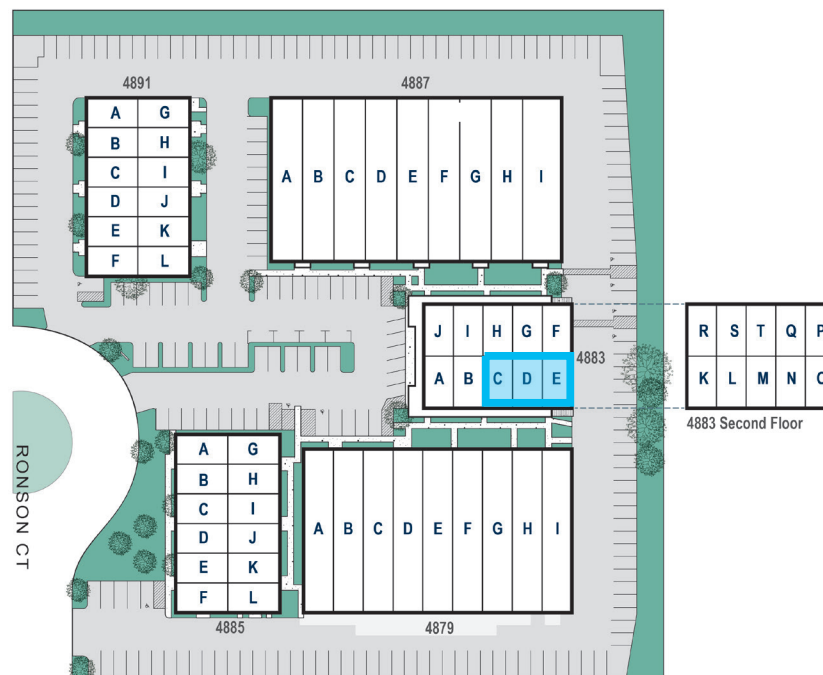 4891
4887
A G
B H
C I
D J
E K
F L
A B C D E F G H I
J I H G F
A B C D E
4883
R S T Q P
K L M N O
4883 Second Floor
RONSON CT
A G
B H
C I
D J
E K
F L
A B C D E F G H I
4885
4879